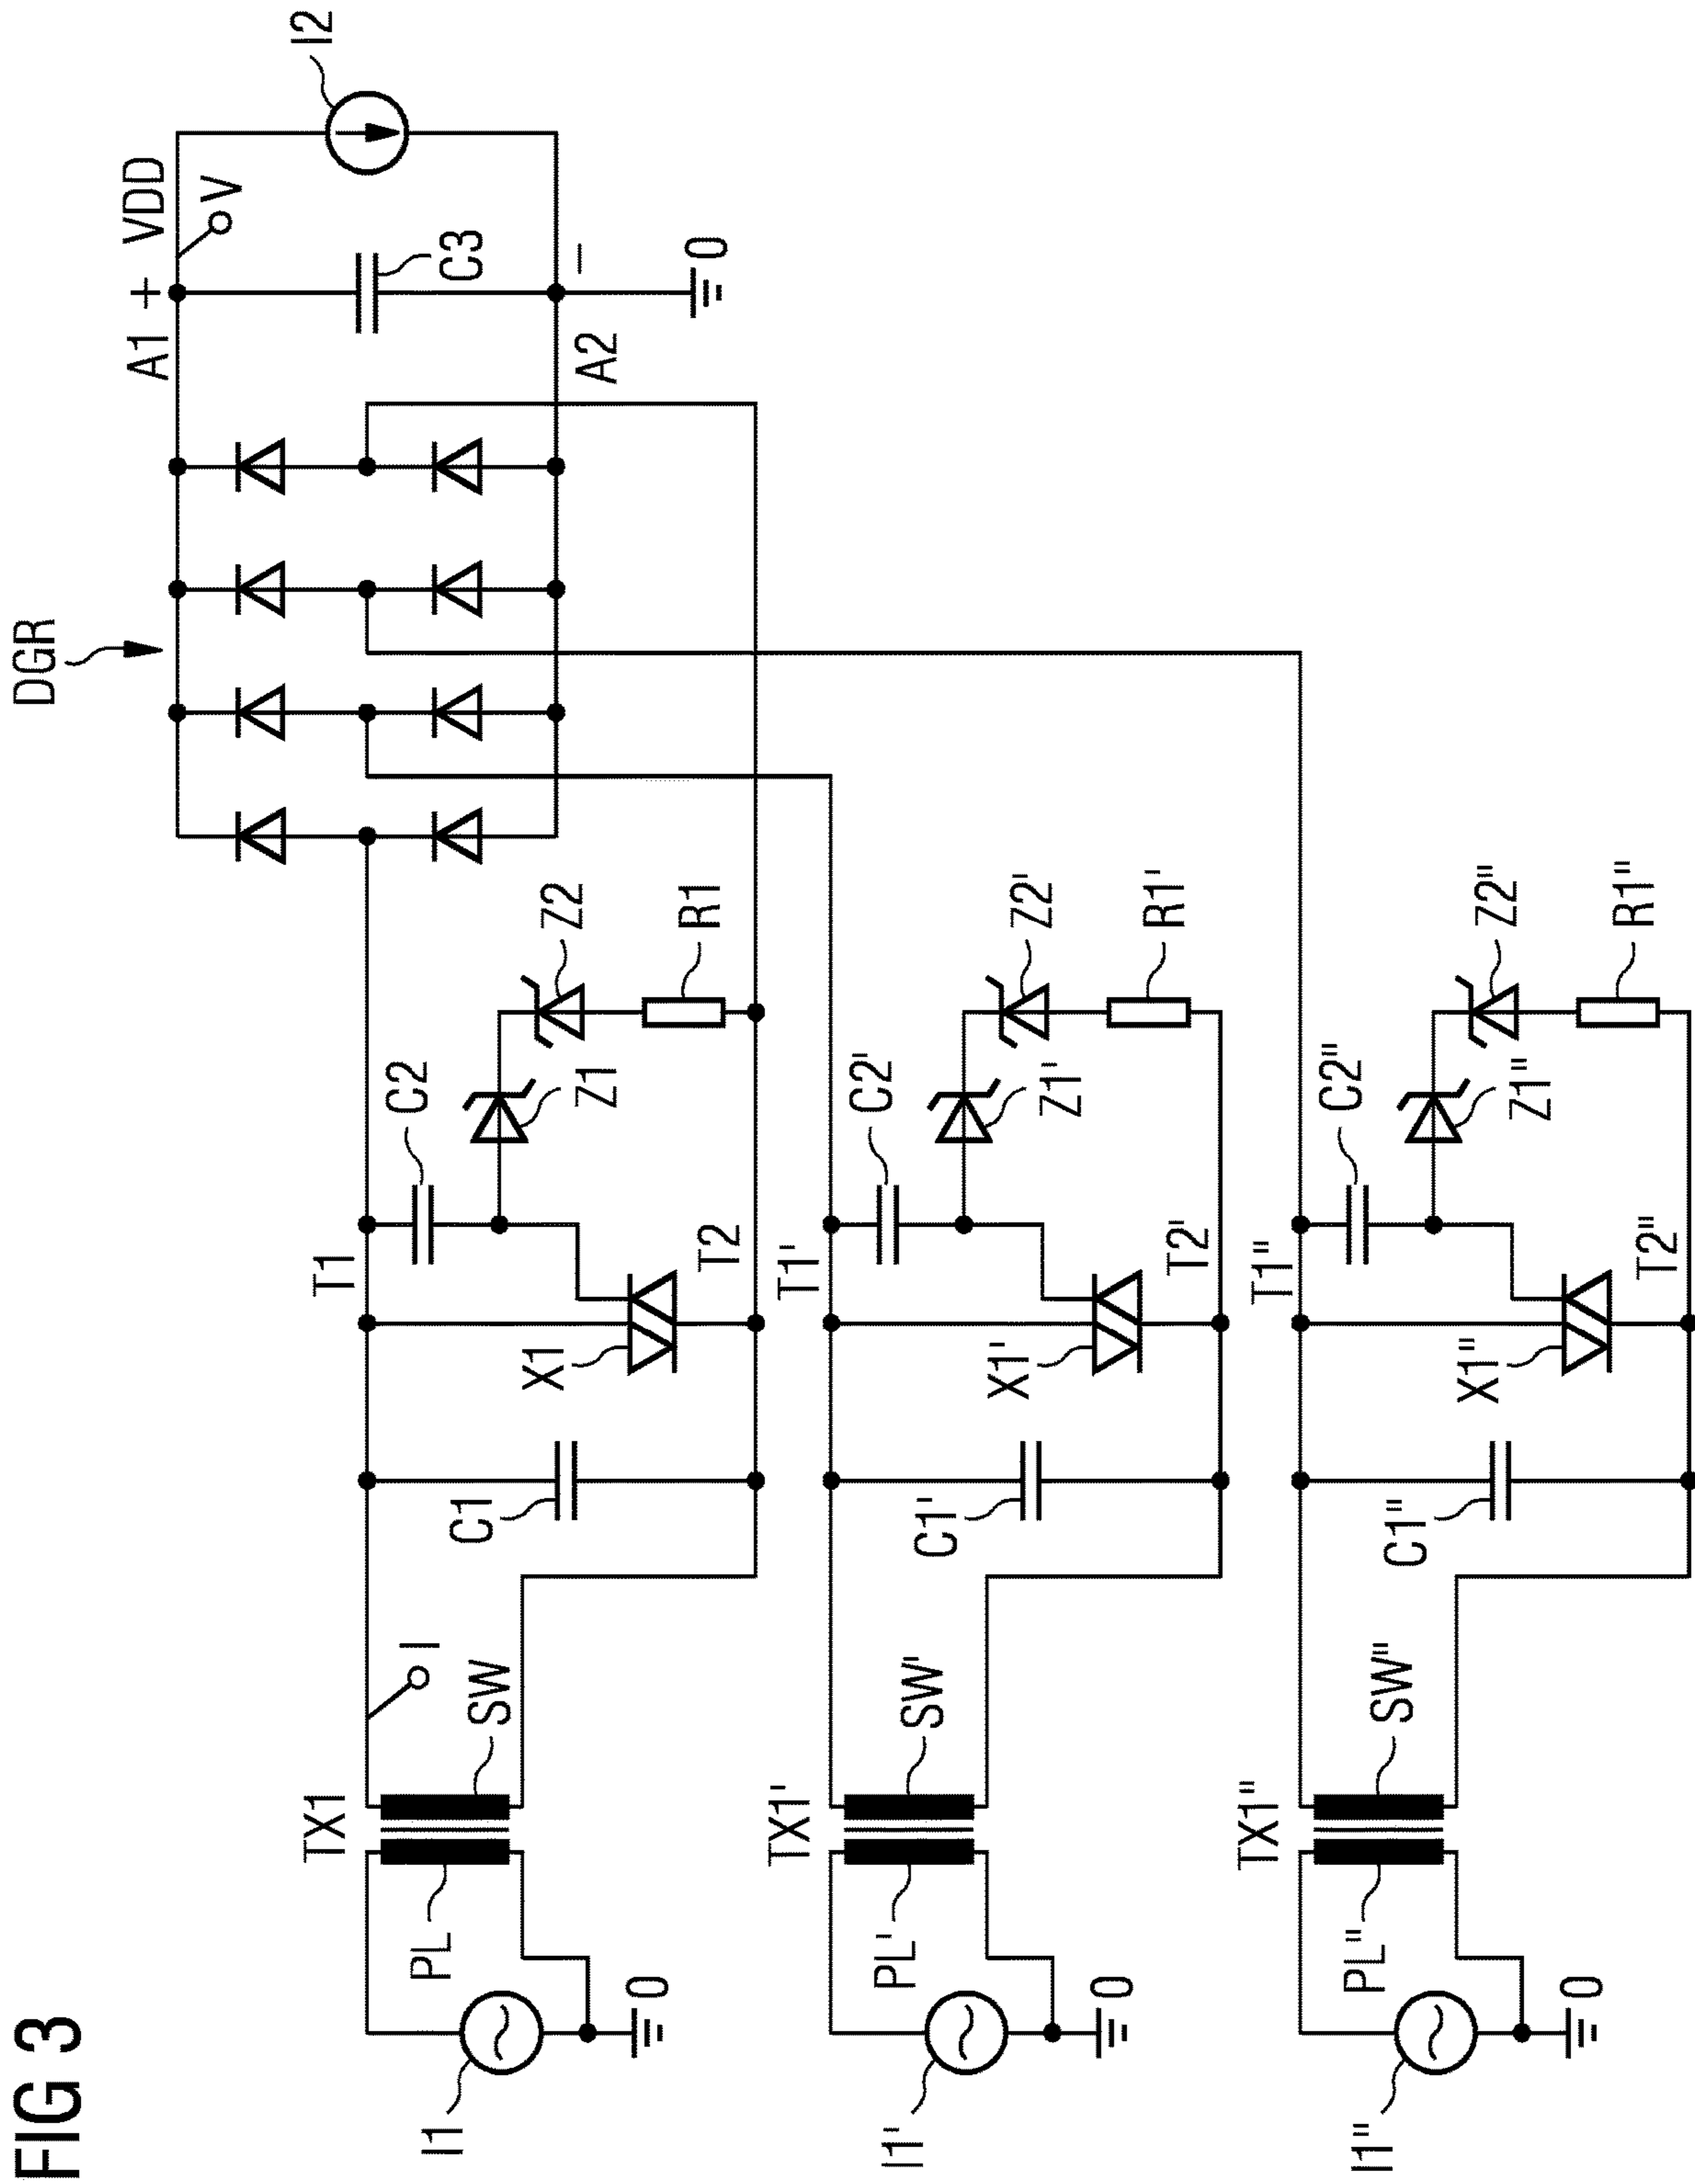 FIG 3
DGR
A1 + VDD
V
I2
C3
A2 −
0
TX1
I
SW
PL
I1
0
C1
X1
T1
T2
C2
Z1
Z2
R1
TX1'
SW'
PL'
I1'
0
C1'
X1'
T1'
T2'
C2'
Z1'
Z2'
R1'
TX1"
SW"
PL"
I1"
0
C1"
X1"
T1"
T2"
C2"
Z1"
Z2"
R1"